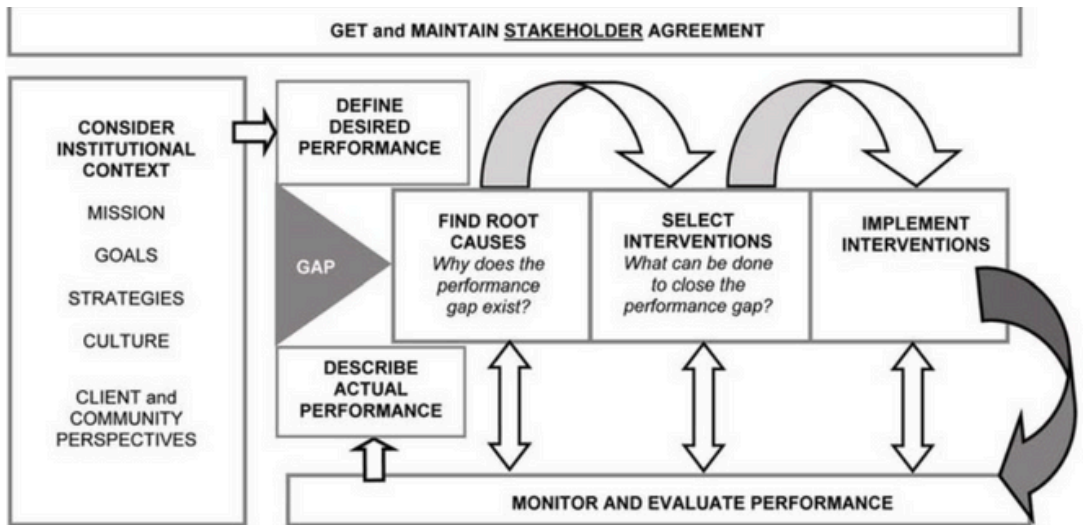 GET and MAINTAIN STAKEHOLDER AGREEMENT
CONSIDER
INSTITUTIONAL
CONTEXT
MISSION
GOALS
STRATEGIES
CULTURE
CLIENT and
COMMUNITY
PERSPECTIVES
DEFINE
DESIRED
PERFORMANCE
GAP
DESCRIBE
ACTUAL
PERFORMANCE
FIND ROOT
CAUSES
Why does the
performance
gap exist?
SELECT
INTERVENTIONS
What can be done
to close the
performance gap?
IMPLEMENT
INTERVENTIONS
MONITOR AND EVALUATE PERFORMANCE